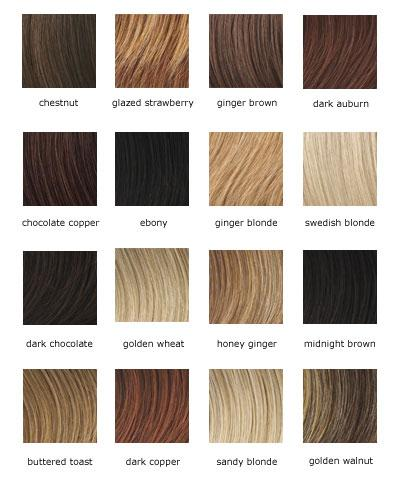 chestnut
glazed strawberry
ginger brown
dark auburn
chocolate copper
ebony
ginger blonde
swedish blonde
dark chocolate
golden wheat
honey ginger
midnight brown
buttered toast
dark copper
sandy blonde
golden walnut